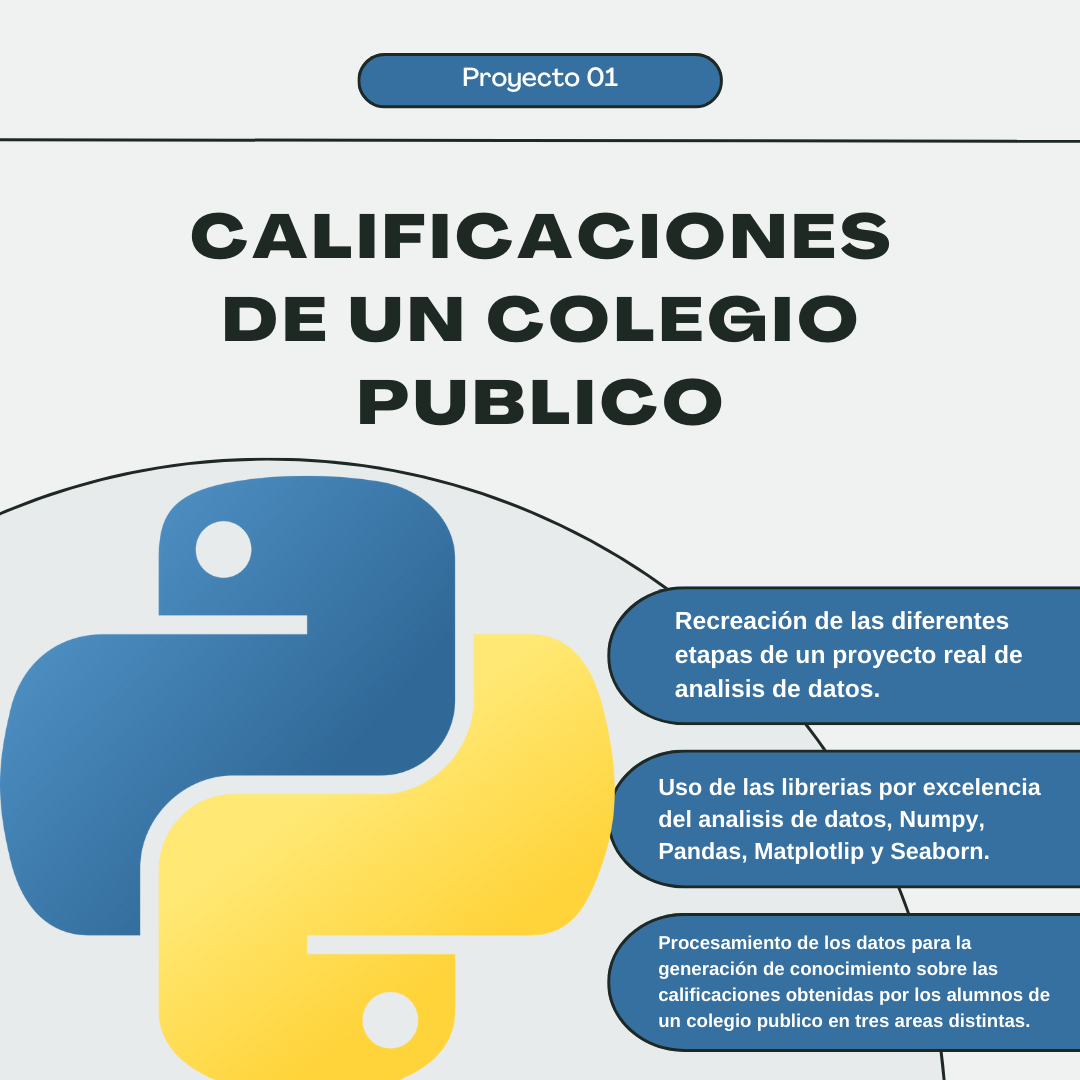 Proyecto 01
CALIFICACIONES
DE UN COLEGIO
PUBLICO
Recreación de las diferentes
etapas de un proyecto real de
analisis de datos.
Uso de las librerias por excelencia
del analisis de datos, Numpy,
Pandas, Matplotlip y Seaborn.
Procesamiento de los datos para la
generación de conocimiento sobre las
calificaciones obtenidas por los alumnos de
un colegio publico en tres areas distintas.